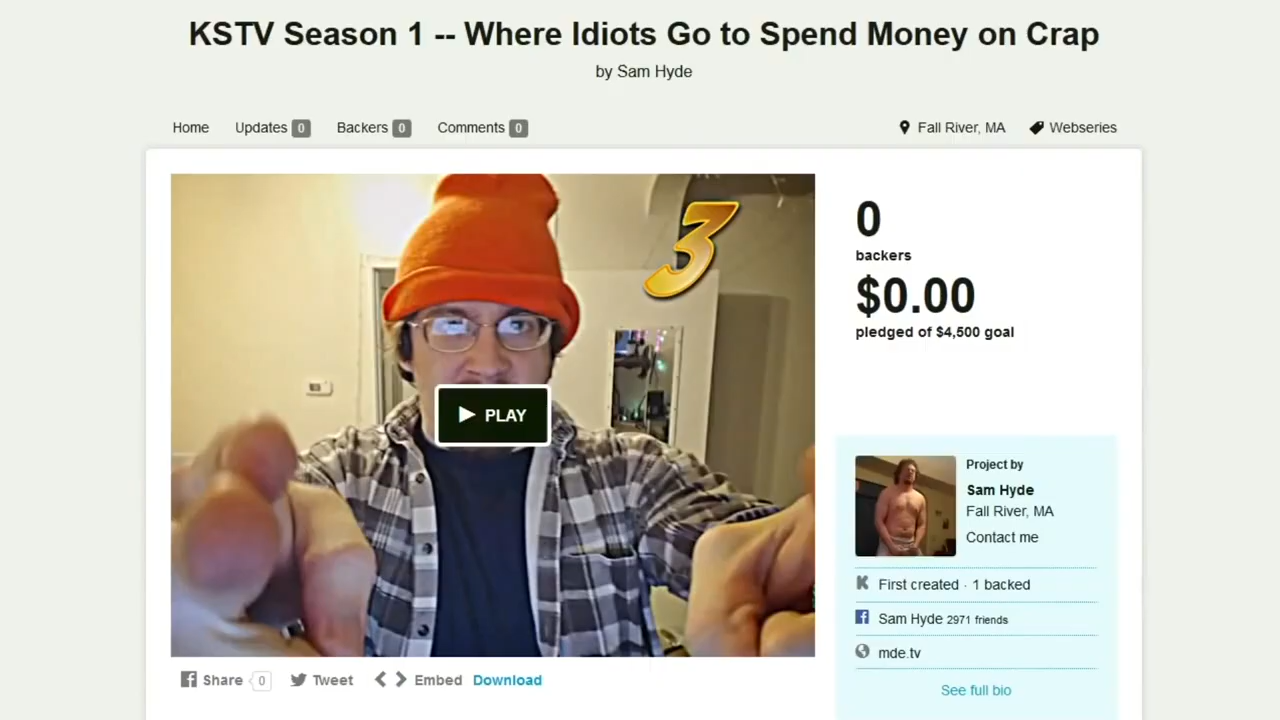 KSTV Season 1 -- Where Idiots Go to Spend Money on Crap
by Sam Hyde
Home Updates 0 Backers 0 Comments 0 Fall River, MA Webseries
3
PLAY
0
backers
$0.00
pledged of $4,500 goal
Project by
Sam Hyde
Fall River, MA
Contact me
First created · 1 backed
Sam Hyde 2971 friends
mde.tv
See full bio
Share 0 Tweet Embed Download